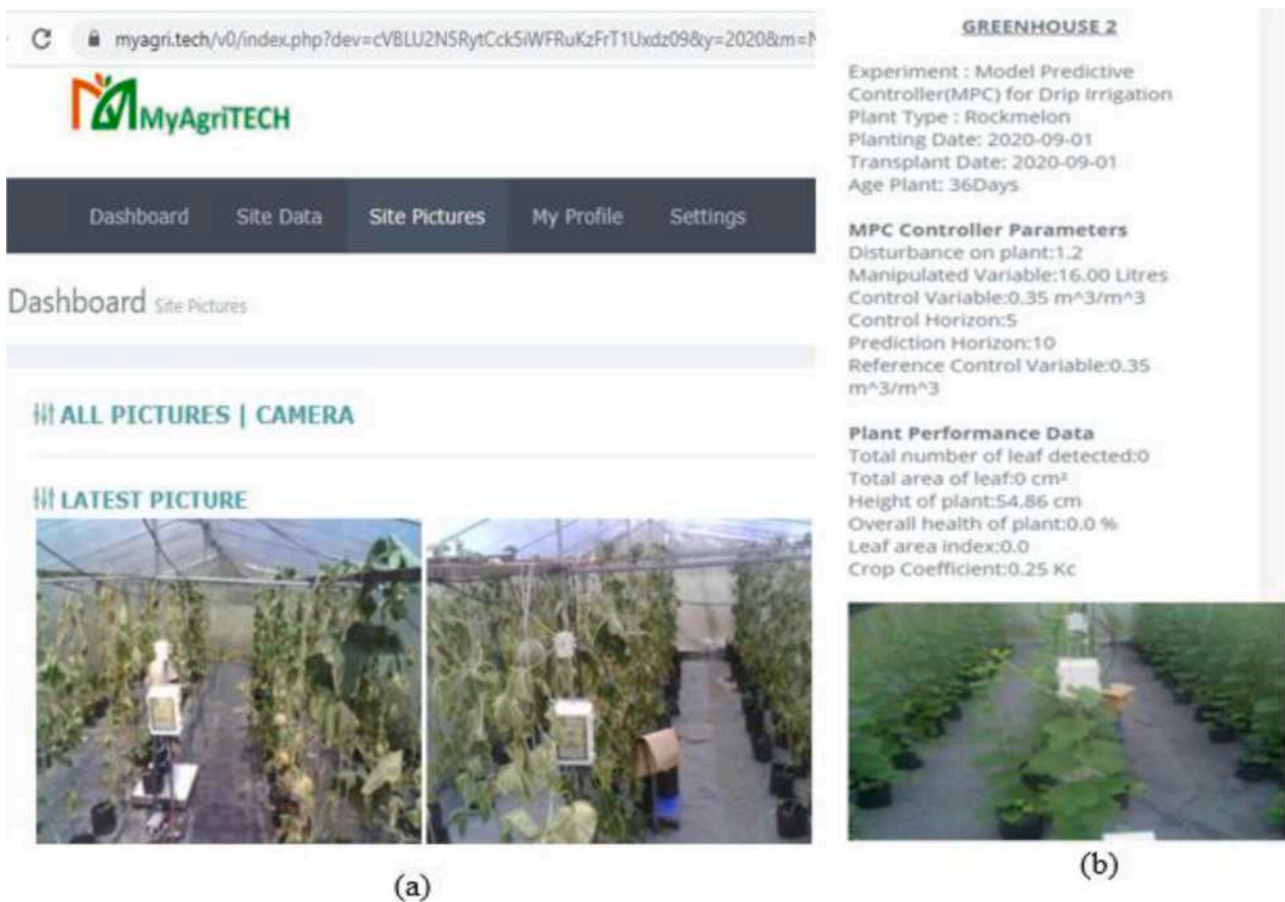 myagri.tech/v0/index.php?dev=cVBLU2N5RytCck5iWFRuKzFrT1Uxdz09&y=2020&m=N
MyAgriTECH
Dashboard Site Data Site Pictures My Profile Settings
Dashboard Site Pictures
ALL PICTURES | CAMERA
LATEST PICTURE
(a)
GREENHOUSE 2
Experiment : Model Predictive
Controller(MPC) for Drip Irrigation
Plant Type : Rockmelon
Planting Date: 2020-09-01
Transplant Date: 2020-09-01
Age Plant: 36Days
MPC Controller Parameters
Disturbance on plant:1.2
Manipulated Variable:16.00 Litres
Control Variable:0.35 m^3/m^3
Control Horizon:5
Prediction Horizon:10
Reference Control Variable:0.35
m^3/m^3
Plant Performance Data
Total number of leaf detected:0
Total area of leaf:0 cm²
Height of plant:54.86 cm
Overall health of plant:0.0 %
Leaf area index:0.0
Crop Coefficient:0.25 Kc
(b)